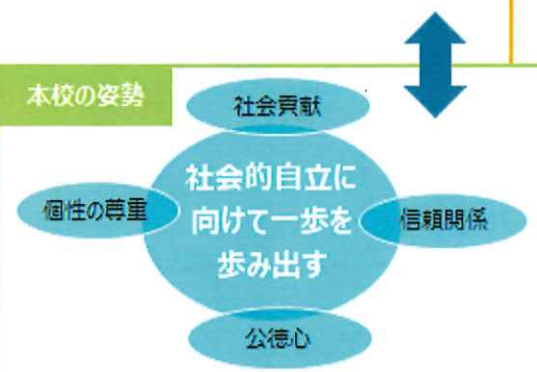 本校の姿勢
社会貢献
社会的自立に
向けて一歩を
歩み出す
個性の尊重
信頼関係
公徳心